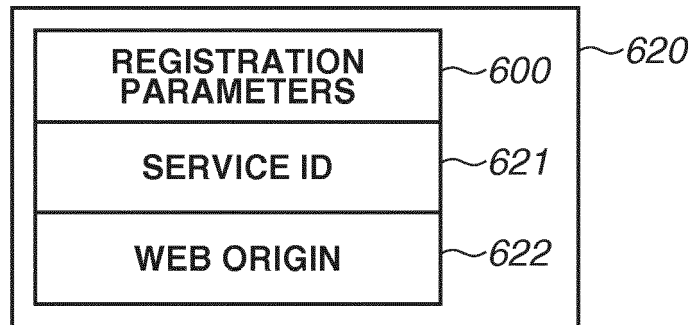 REGISTRATION
PARAMETERS
600
SERVICE ID
621
WEB ORIGIN
622
620